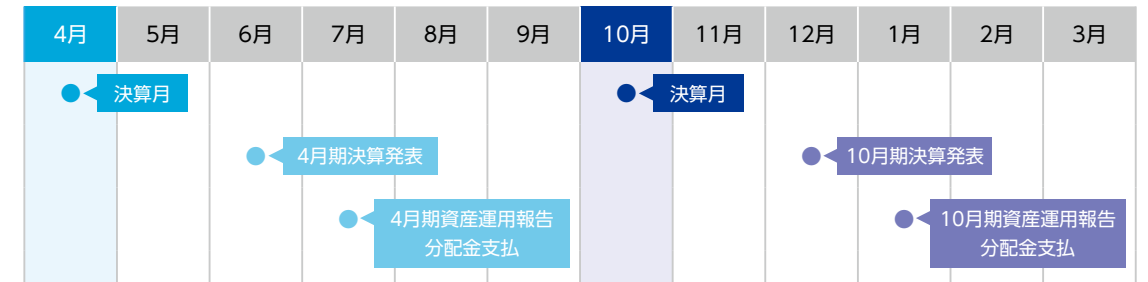 4月 5月 6月 7月 8月 9月 10月 11月 12月 1月 2月 3月
決算月 決算月
4月期決算発表 10月期決算発表
4月期資産運用報告 10月期資産運用報告
分配金支払 分配金支払